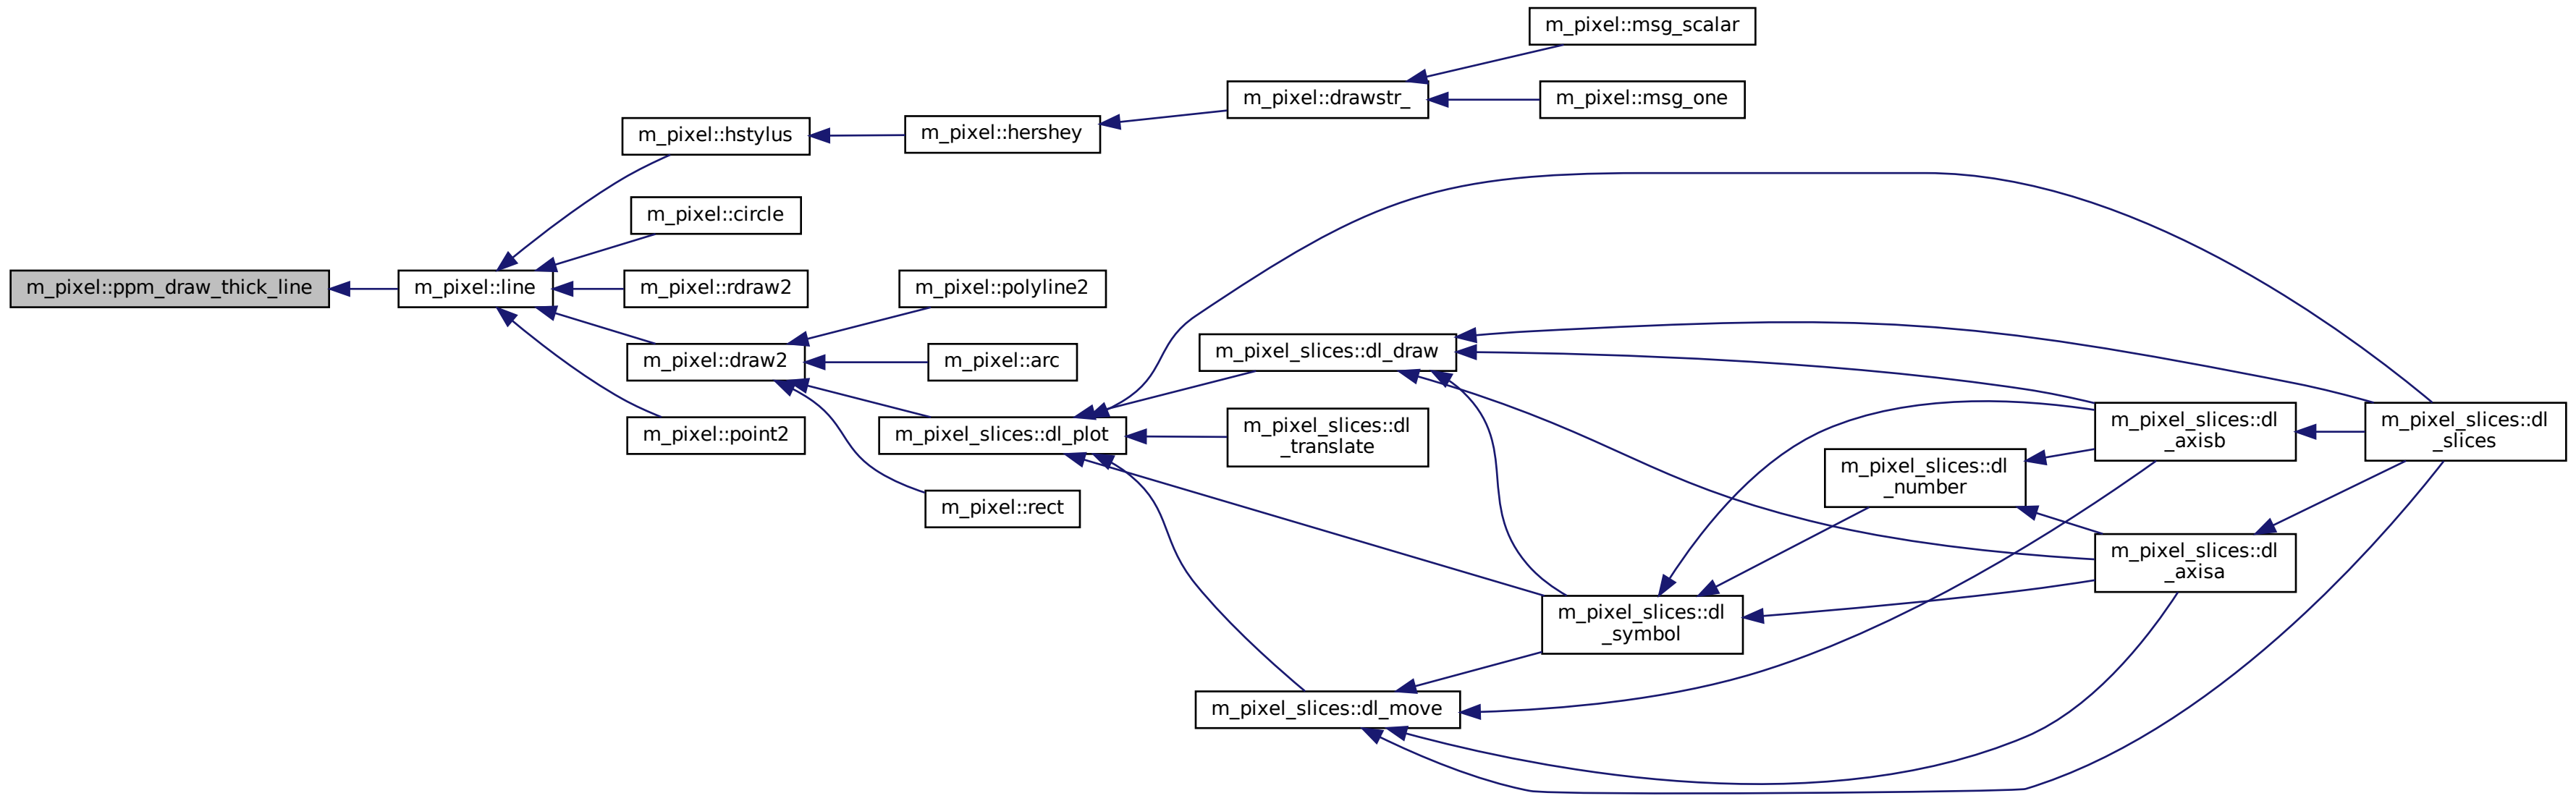 m_pixel::msg_scalar
m_pixel::drawstr_
m_pixel::msg_one
m_pixel::hstylus
m_pixel::hershey
m_pixel::circle
m_pixel::ppm_draw_thick_line
m_pixel::line
m_pixel::rdraw2
m_pixel::polyline2
m_pixel::draw2
m_pixel::arc
m_pixel_slices::dl_draw
m_pixel::point2
m_pixel_slices::dl_plot
m_pixel_slices::dl
_translate
m_pixel_slices::dl
_axisb
m_pixel_slices::dl
_slices
m_pixel_slices::dl
_number
m_pixel::rect
m_pixel_slices::dl
_axisa
m_pixel_slices::dl
_symbol
m_pixel_slices::dl_move